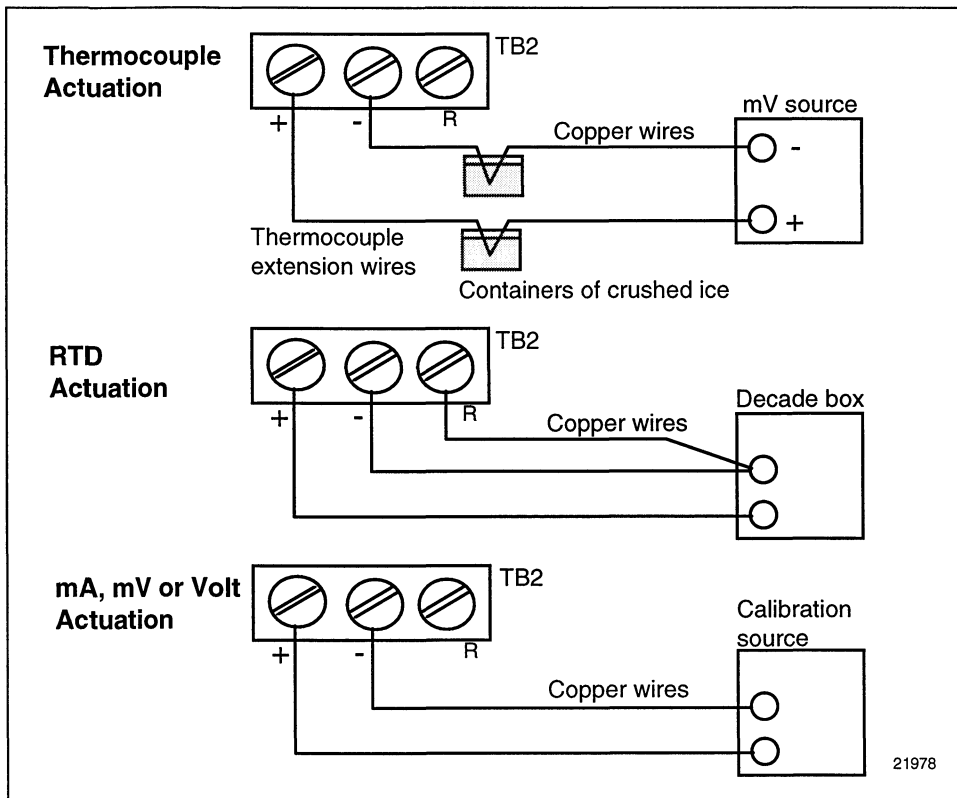 Thermocouple
Actuation
TB2
+
-
R
mV source
Copper wires
-
+
Thermocouple
extension wires
Containers of crushed ice
RTD
Actuation
TB2
+
-
R
Decade box
Copper wires
mA, mV or Volt
Actuation
TB2
+
-
R
Calibration
source
Copper wires
21978